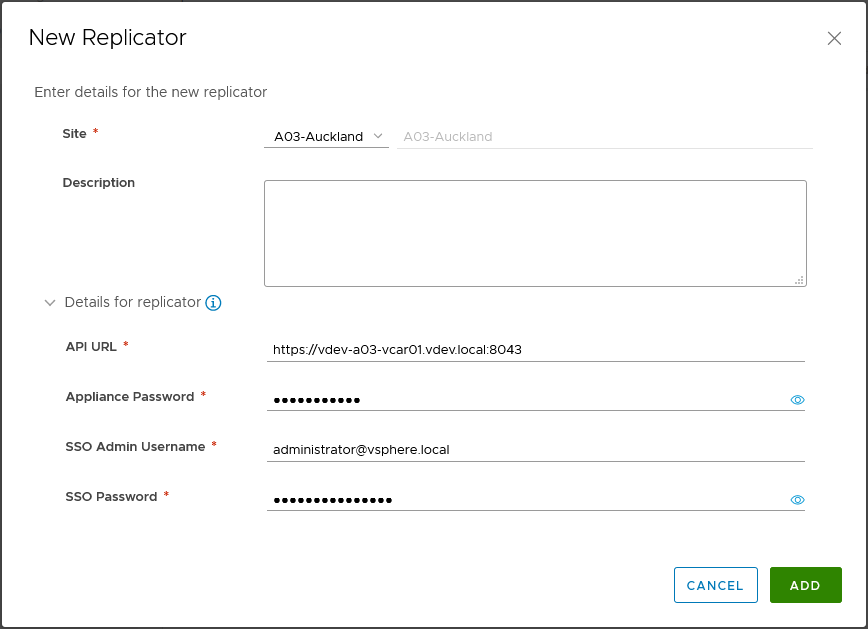 New Replicator
Enter details for the new replicator
Site *
A03-Auckland
A03-Auckland
Description
Details for replicator
API URL *
https://vdev-a03-vcar01.vdev.local:8043
Appliance Password *
•••••••••••
SSO Admin Username *
administrator@vsphere.local
SSO Password *
•••••••••••••••
CANCEL
ADD